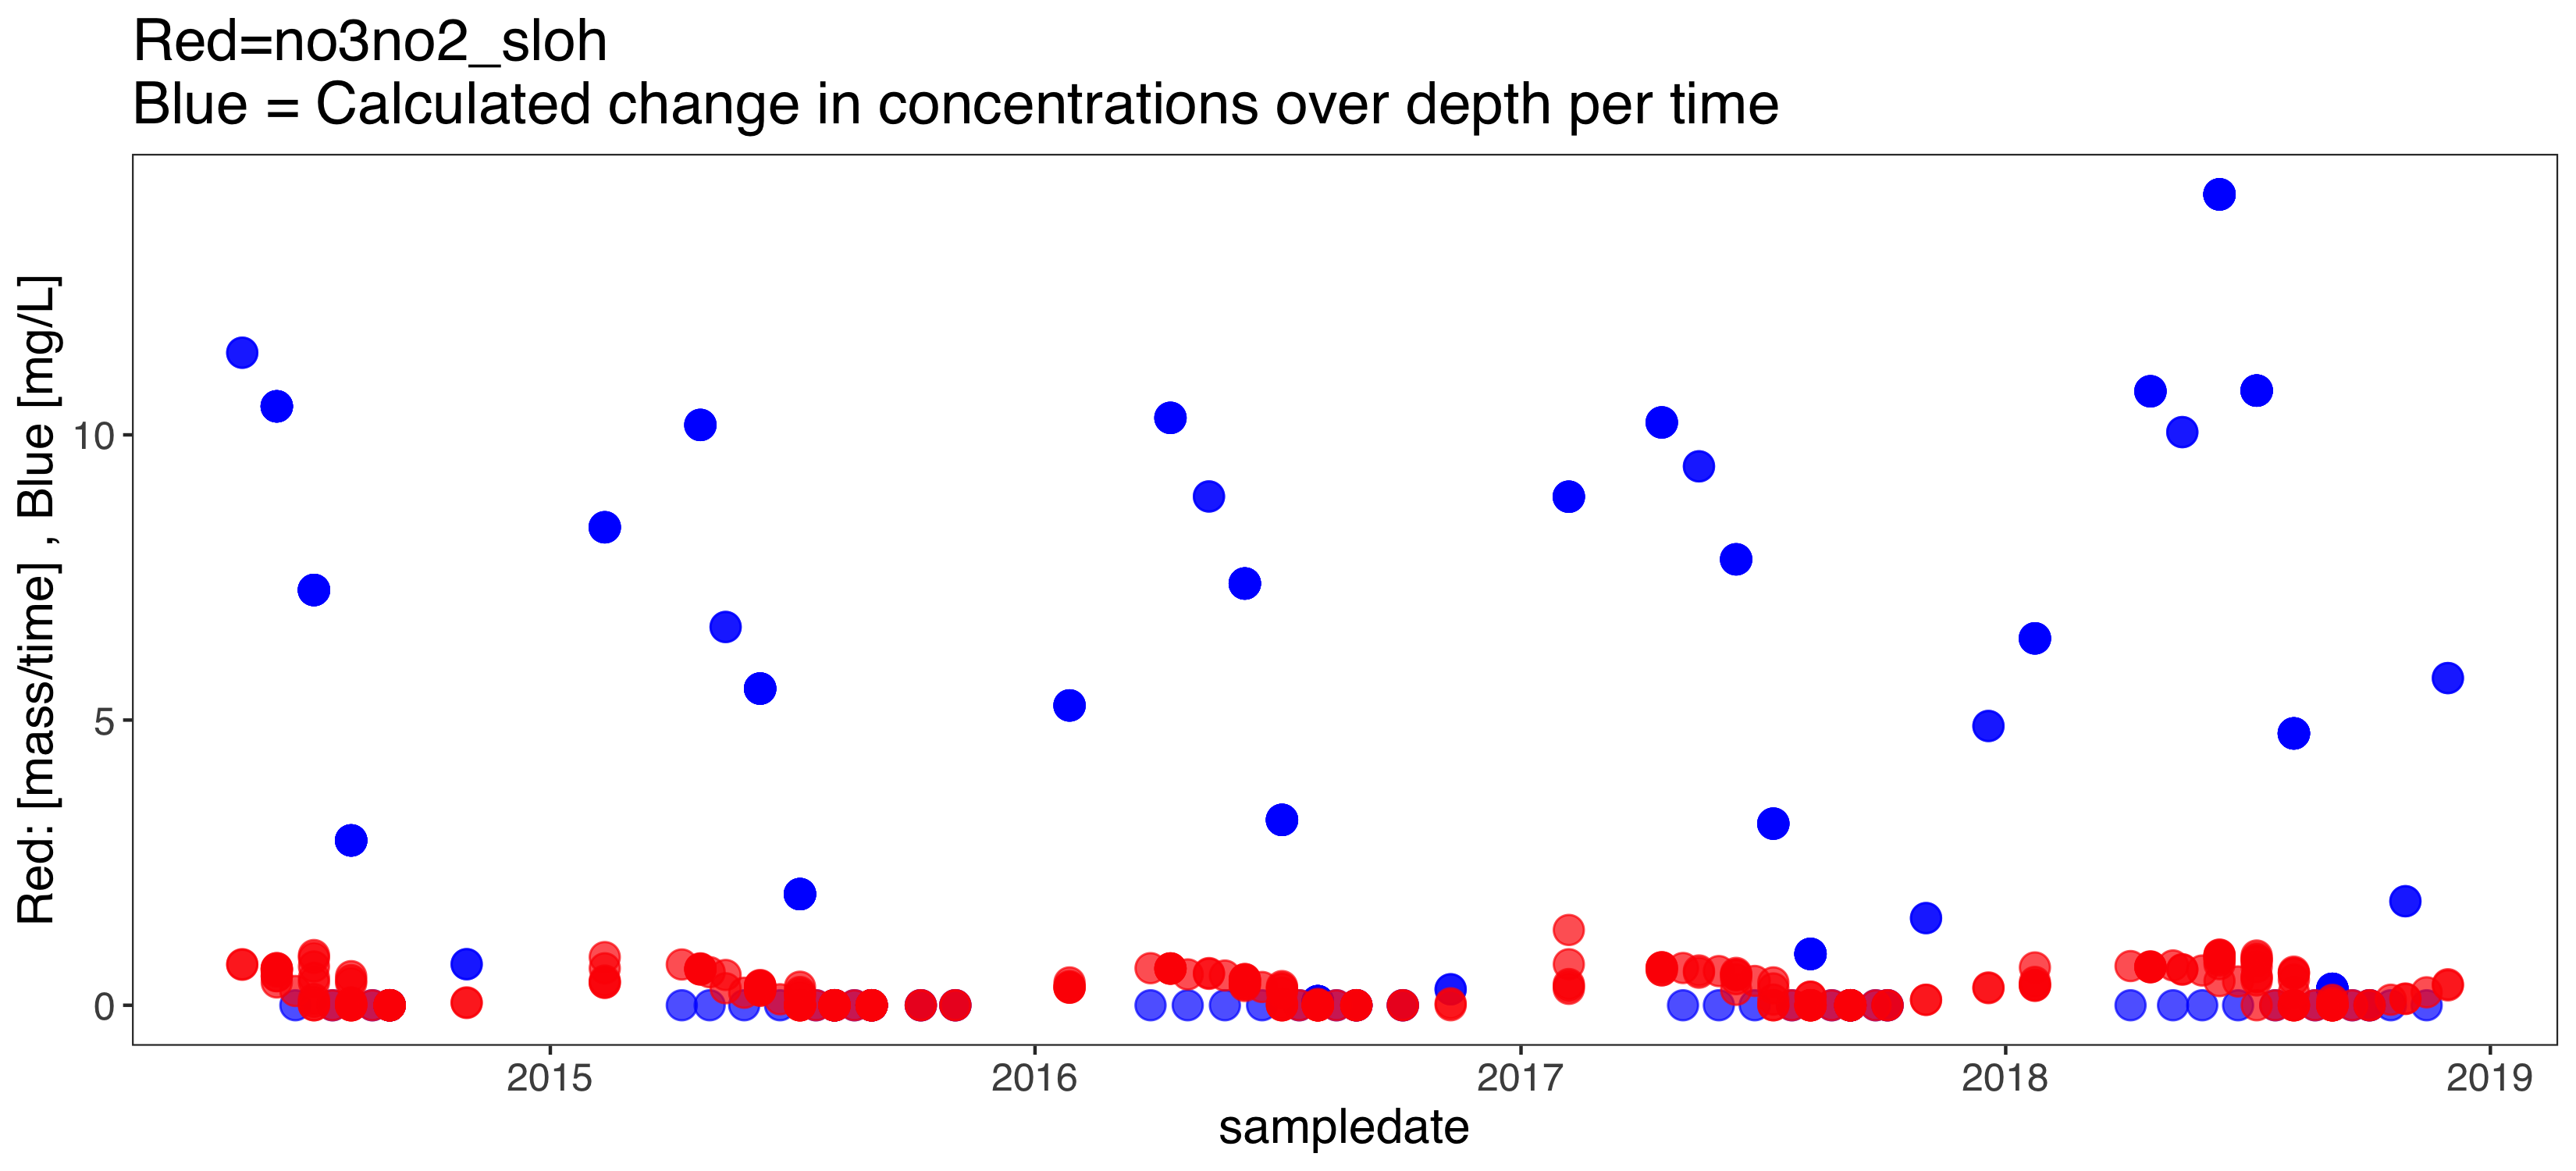 Red=no3no2_sloh
Blue = Calculated change in concentrations over depth per time
Red: [mass/time] , Blue [mg/L]
10
5
0
2015
2016
2017
2018
2019
sampledate